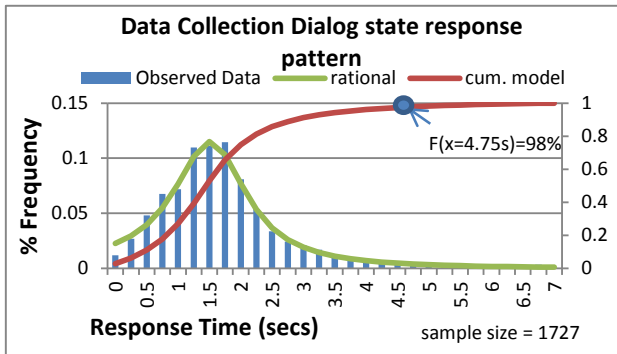 Data Collection Dialog state response
pattern
Observed Data rational cum. model
0.15
0.1
0.05
0
% Frequency
1
0.8
0.6
0.4
0.2
0
F(x=4.75s)=98%
0 0.5 1 1.5 2 2.5 3 3.5 4 4.5 5 5.5 6 6.5 7
Response Time (secs)
sample size = 1727